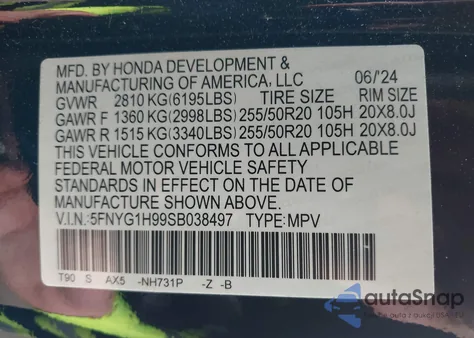 MFD. BY HONDA DEVELOPMENT &
MANUFACTURING OF AMERICA, LLC 06/'24
GVWR 2810 KG(6195LBS) TIRE SIZE RIM SIZE
GAWR F 1360 KG(2998LBS) 255/50R20 105H 20X8.0J
GAWR R 1515 KG(3340LBS) 255/50R20 105H 20X8.0J
THIS VEHICLE CONFORMS TO ALL APPLICABLE
FEDERAL MOTOR VEHICLE SAFETY
STANDARDS IN EFFECT ON THE DATE OF
MANUFACTURE SHOWN ABOVE.
V.I.N.:5FNYG1H99SB038497 TYPE:MPV
T90 S AX5 -NH731P -Z -B
autaSnap